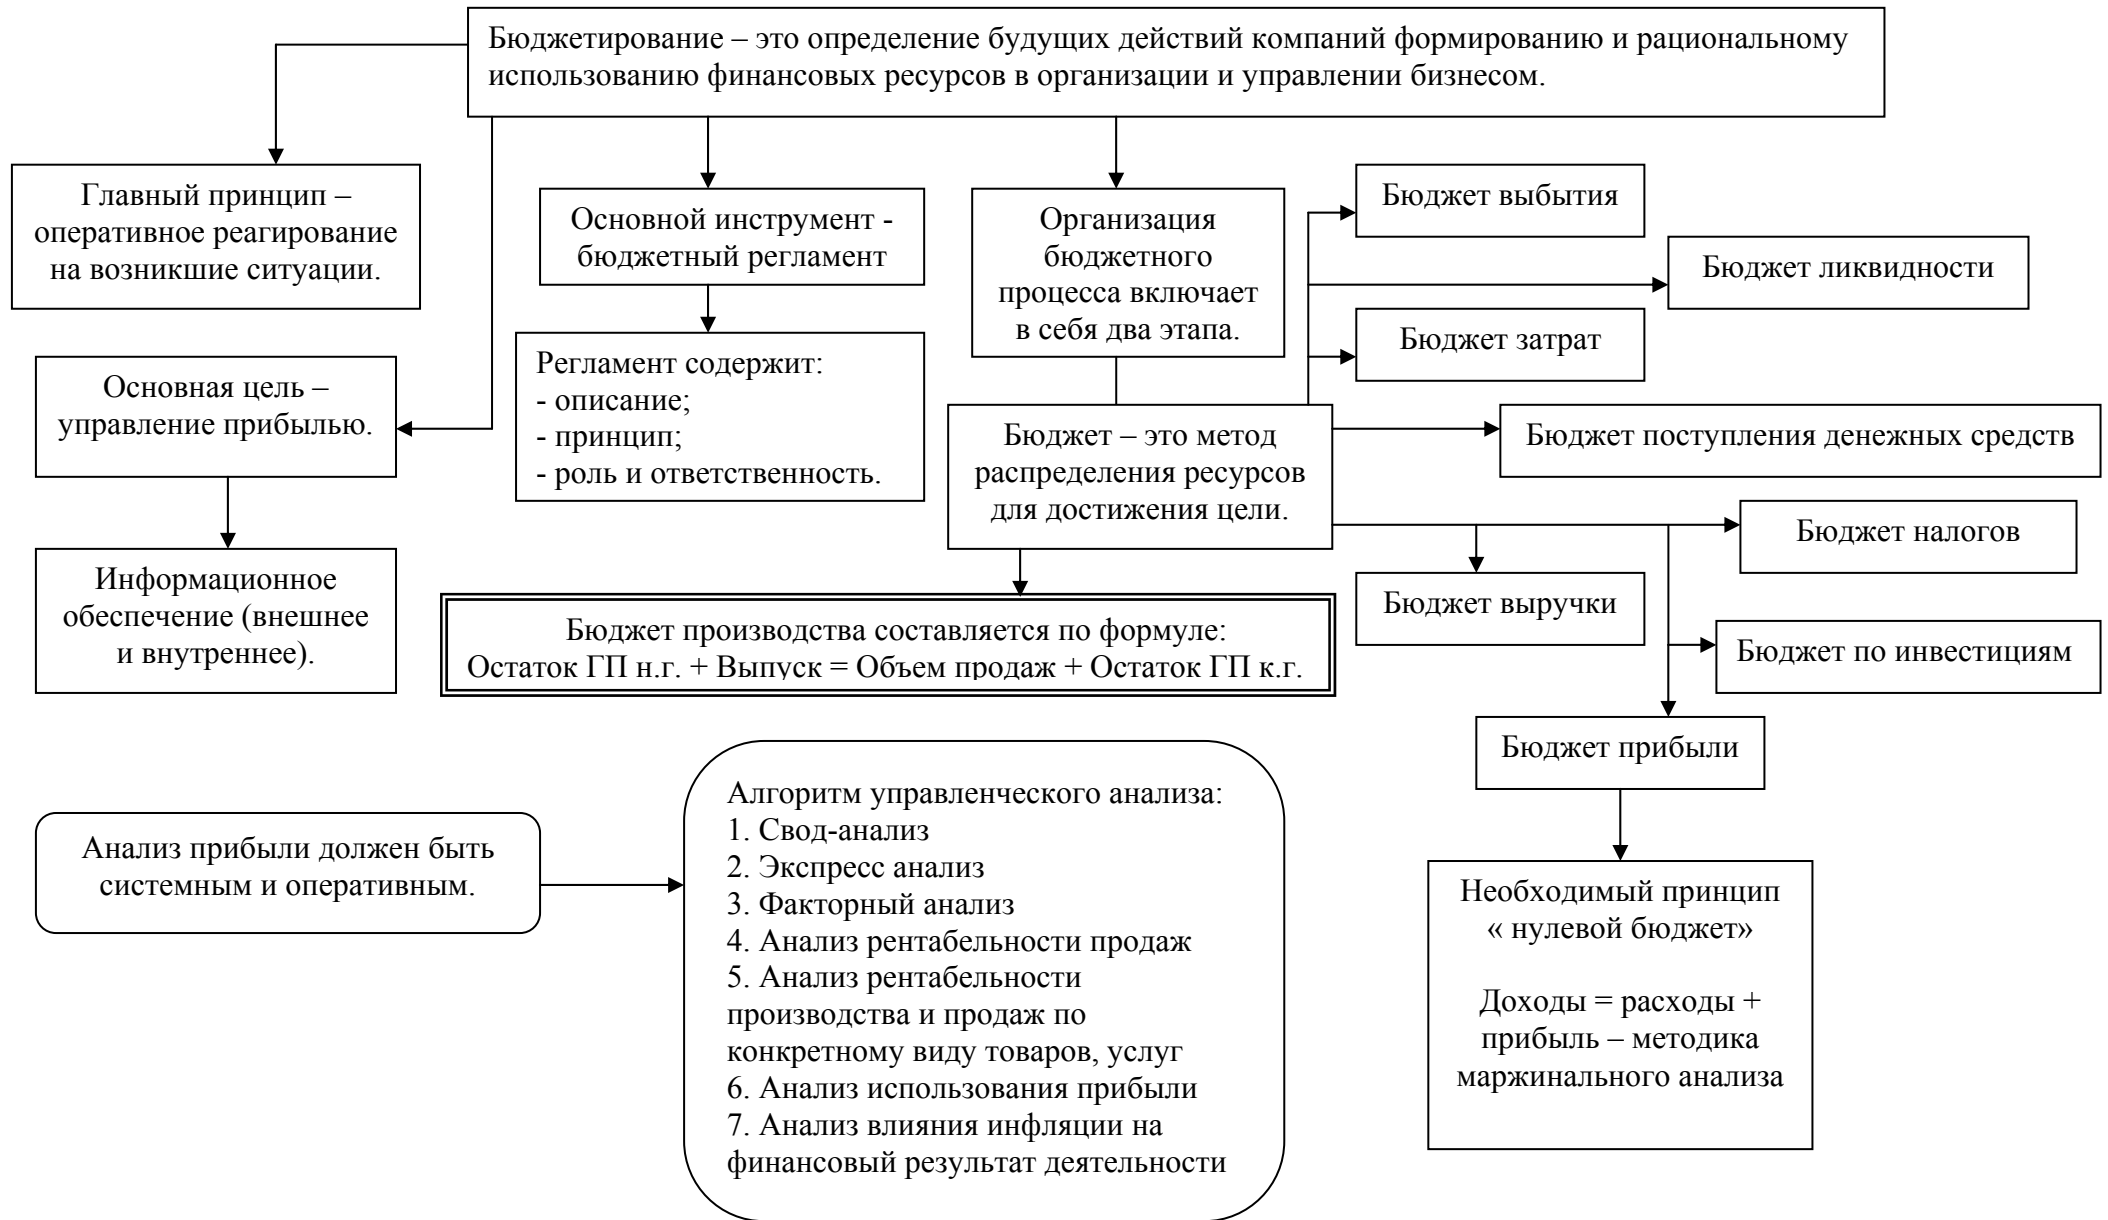 Бюджетирование – это определение будущих действий компаний формированию и рациональному
использованию финансовых ресурсов в организации и управлении бизнесом.
Главный принцип –
оперативное реагирование
на возникшие ситуации.
Основной инструмент -
бюджетный регламент
Организация
бюджетного
процесса включает
в себя два этапа.
Бюджет выбытия
Бюджет ликвидности
Бюджет затрат
Основная цель –
управление прибылью.
Регламент содержит:
- описание;
- принцип;
- роль и ответственность.
Бюджет – это метод
распределения ресурсов
для достижения цели.
Бюджет поступления денежных средств
Бюджет налогов
Информационное
обеспечение (внешнее
и внутреннее).
Бюджет производства составляется по формуле:
Остаток ГП н.г. + Выпуск = Объем продаж + Остаток ГП к.г.
Бюджет выручки
Бюджет по инвестициям
Бюджет прибыли
Анализ прибыли должен быть
системным и оперативным.
Алгоритм управленческого анализа:
1. Свод-анализ
2. Экспресс анализ
3. Факторный анализ
4. Анализ рентабельности продаж
5. Анализ рентабельности
производства и продаж по
конкретному виду товаров, услуг
6. Анализ использования прибыли
7. Анализ влияния инфляции на
финансовый результат деятельности
Необходимый принцип
« нулевой бюджет»
Доходы = расходы +
прибыль – методика
маржинального анализа